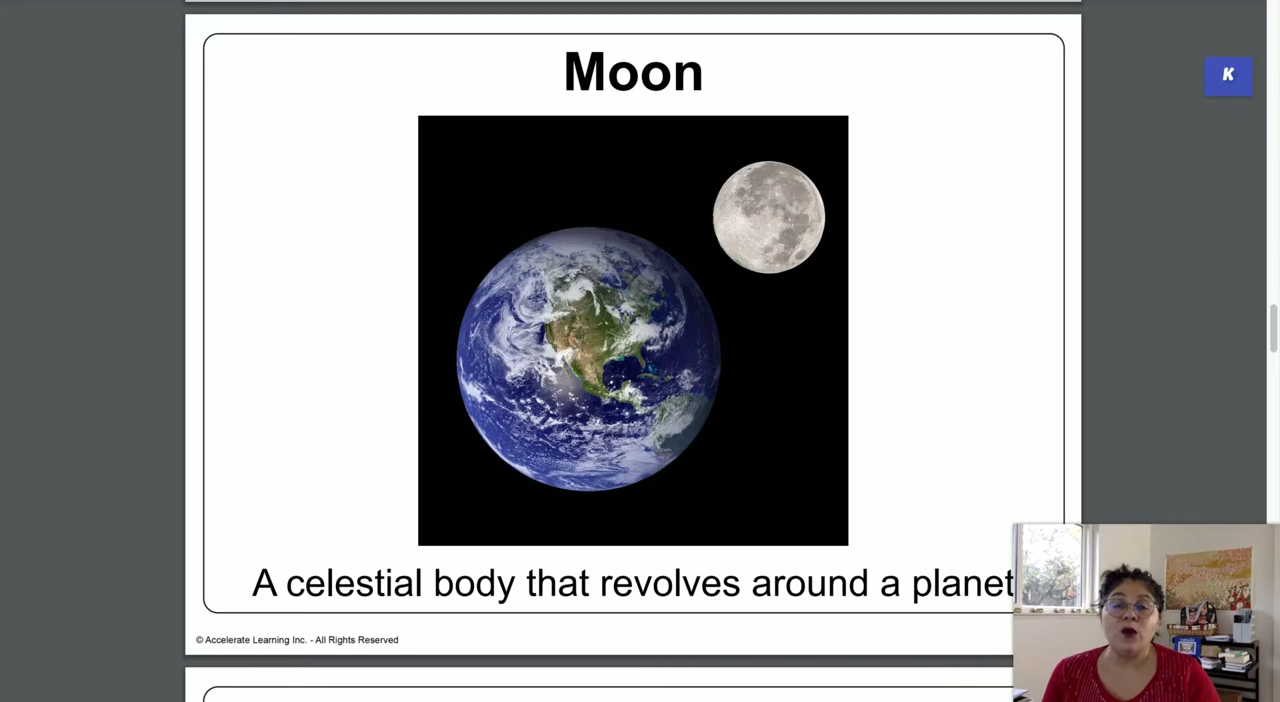 Moon
K
A celestial body that revolves around a planet
© Accelerate Learning Inc. - All Rights Reserved